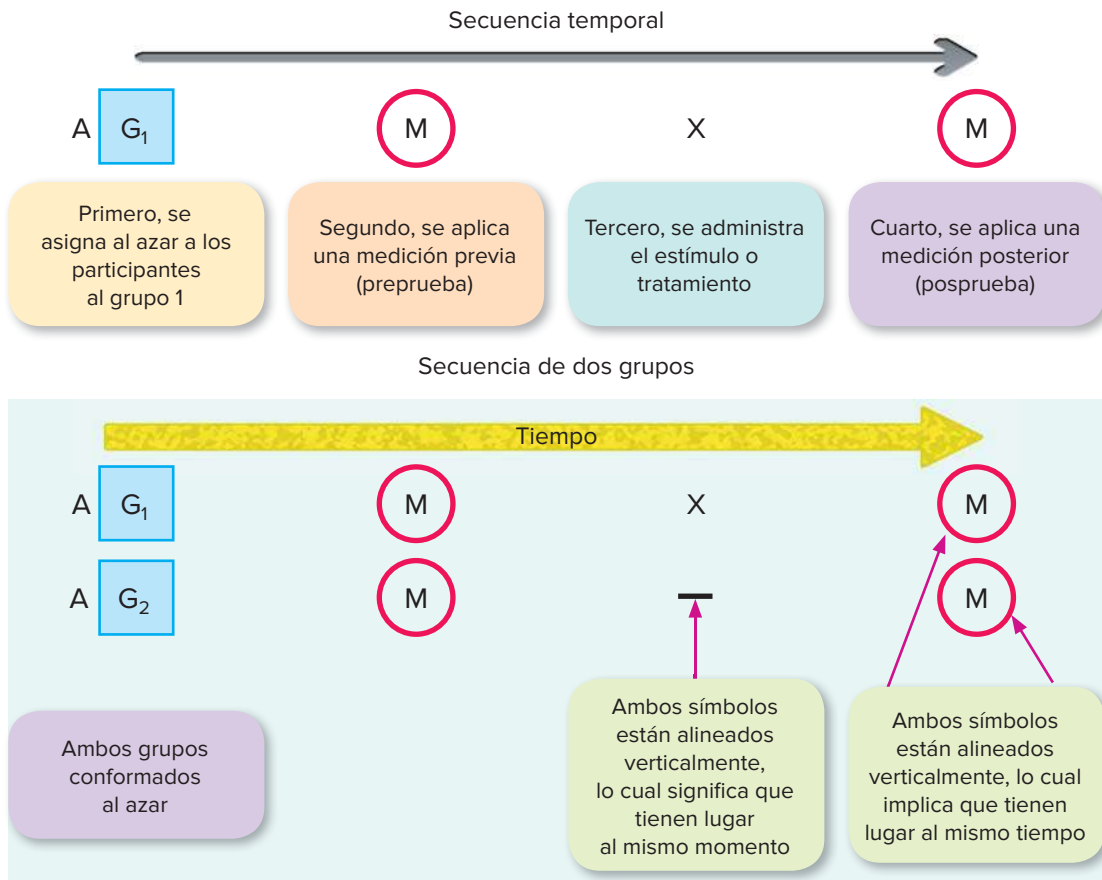 Secuencia temporal
A G₁ M X M
Primero, se
asigna al azar a los
participantes
al grupo 1
Segundo, se aplica
una medición previa
(preprueba)
Tercero, se administra
el estímulo o
tratamiento
Cuarto, se aplica una
medición posterior
(posprueba)
Secuencia de dos grupos
Tiempo
A G₁ M X M
A G₂ M — M
Ambos grupos
conformados
al azar
Ambos símbolos
están alineados
verticalmente,
lo cual significa que
tienen lugar
al mismo momento
Ambos símbolos
están alineados
verticalmente, lo cual
implica que tienen
lugar al mismo tiempo